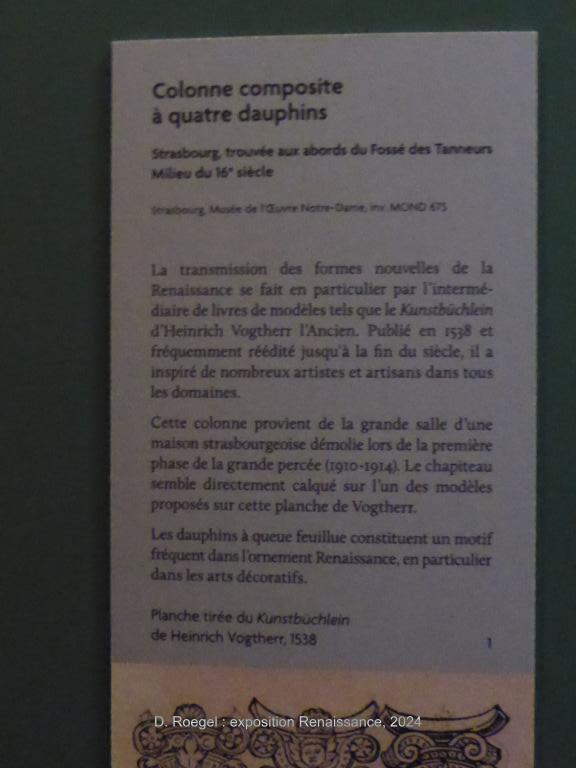 Colonne composite
à quatre dauphins
Strasbourg, trouvée aux abords du Fossé des Tanneurs
Milieu du 16e siècle
Strasbourg, Musée de l'Œuvre Notre-Dame, inv. MOND 675
La transmission des formes nouvelles de la
Renaissance se fait en particulier par l'intermé-
diaire de livres de modèles tels que le Kunstbüchlein
d'Heinrich Vogtherr l'Ancien. Publié en 1538 et
fréquemment réédité jusqu'à la fin du siècle, il a
inspiré de nombreux artistes et artisans dans tous
les domaines.
Cette colonne provient de la grande salle d'une
maison strasbourgeoise démolie lors de la première
phase de la grande percée (1910-1914). Le chapiteau
semble directement calqué sur l'un des modèles
proposés sur cette planche de Vogtherr.
Les dauphins à queue feuillue constituent un motif
fréquent dans l'ornement Renaissance, en particulier
dans les arts décoratifs.
Planche tirée du Kunstbüchlein
de Heinrich Vogtherr, 1538
1
D. Roegel : exposition Renaissance, 2024